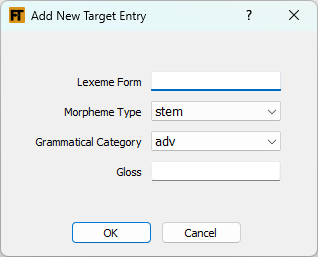 FT Add New Target Entry ?
Lexeme Form
Morpheme Type stem
Grammatical Category adv
Gloss
OK Cancel